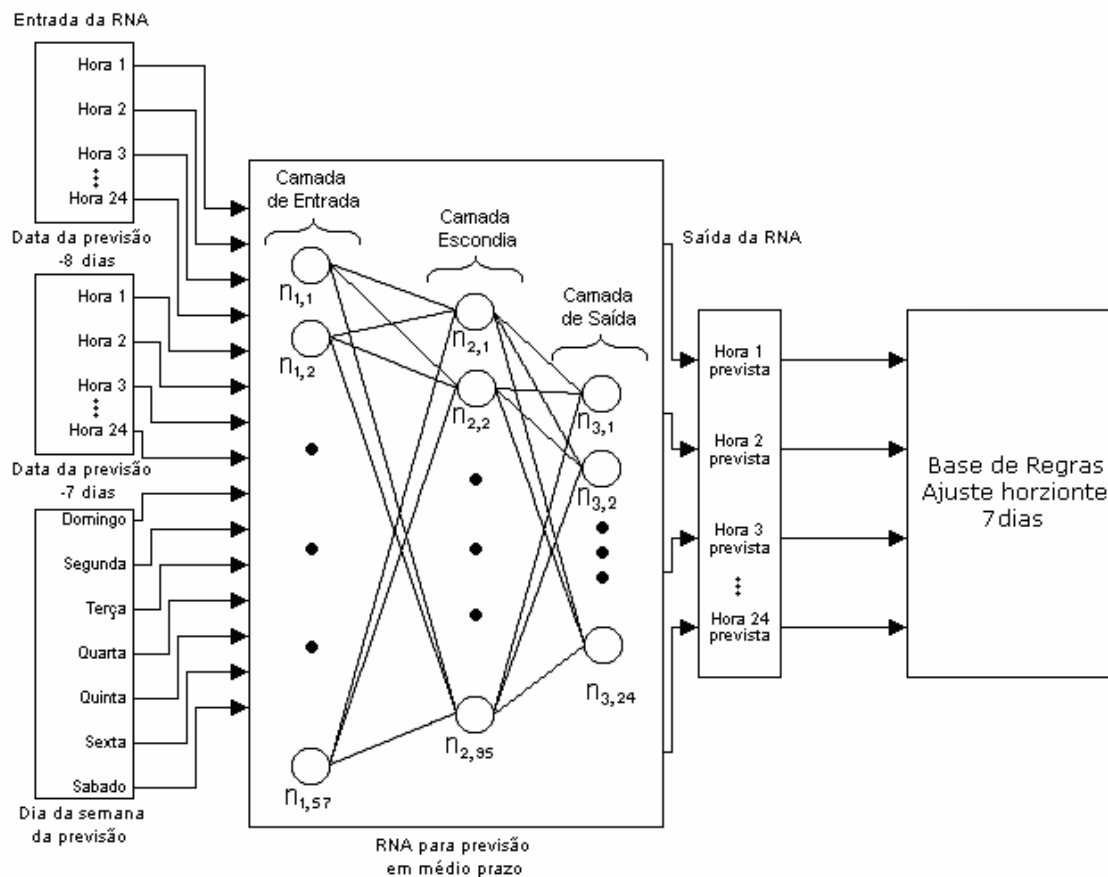 Entrada da RNA
Hora 1
Hora 2
Hora 3
Hora 24
Data da previsão
-8 dias
Hora 1
Hora 2
Hora 3
Hora 24
Data da previsão
-7 dias
Domingo
Segunda
Terça
Quarta
Quinta
Sexta
Sabado
Dia da semana
da previsão
Camada
de Entrada
n1,1
n1,2
n1,57
Camada
Escondia
n2,1
n2,2
n2,95
Camada
de Saída
n3,1
n3,2
n3,24
RNA para previsão
em médio prazo
Saída da RNA
Hora 1
prevista
Hora 2
prevista
Hora 3
prevista
Hora 24
prevista
Base de Regras
Ajuste horzionte
7dias